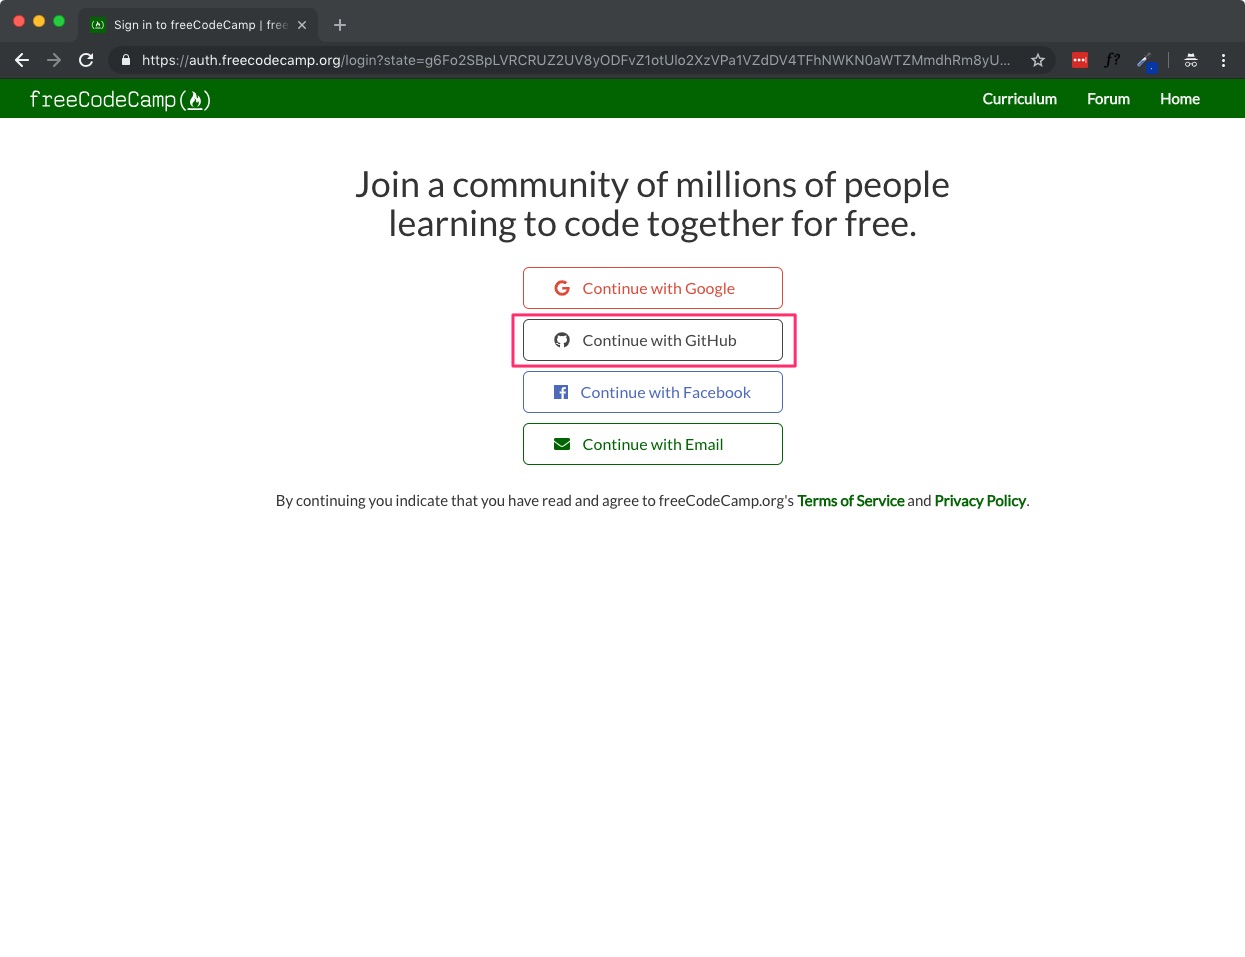 Sign in to freeCodeCamp | free
https://auth.freecodecamp.org/login?state=g6Fo2SBpLVRCRUZ2UV8yODFvZ1otUlo2XzVPa1VZdDV4TFhNWKN0aWTZMmdhRm8yU...
f?
freeCodeCamp
Curriculum Forum Home
Join a community of millions of people
learning to code together for free.
Continue with Google
Continue with GitHub
Continue with Facebook
Continue with Email
By continuing you indicate that you have read and agree to freeCodeCamp.org's Terms of Service and Privacy Policy.